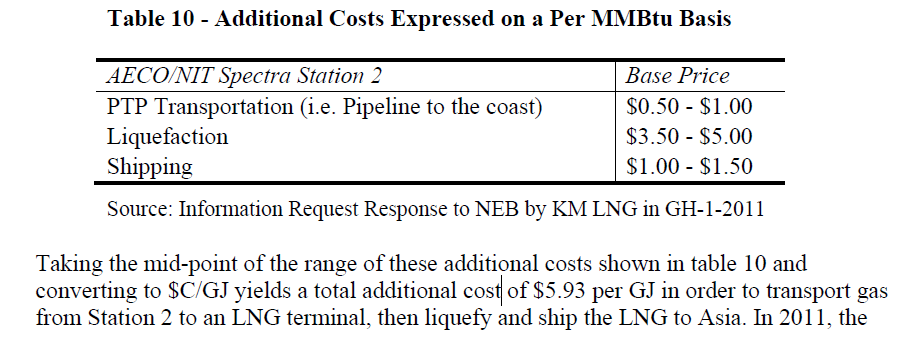 Table 10 - Additional Costs Expressed on a Per MMBtu Basis
AECO/NIT Spectra Station 2 Base Price
PTP Transportation (i.e. Pipeline to the coast) $0.50 - $1.00
Liquefaction $3.50 - $5.00
Shipping $1.00 - $1.50
Source: Information Request Response to NEB by KM LNG in GH-1-2011
Taking the mid-point of the range of these additional costs shown in table 10 and
converting to $C/GJ yields a total additional cost of $5.93 per GJ in order to transport gas
from Station 2 to an LNG terminal, then liquefy and ship the LNG to Asia. In 2011, the